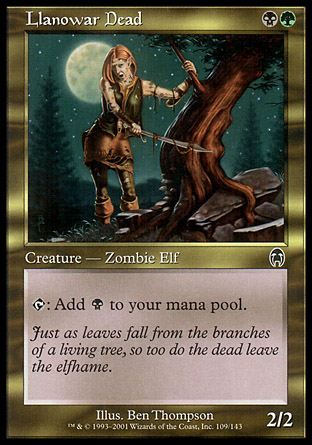 Llanowar Dead
Creature — Zombie Elf
: Add to your mana pool.
Just as leaves fall from the branches
of a living tree, so too do the dead leave
the elfhame.
Illus. Ben Thompson
™ & © 1993–2001 Wizards of the Coast, Inc. 109/143
2/2